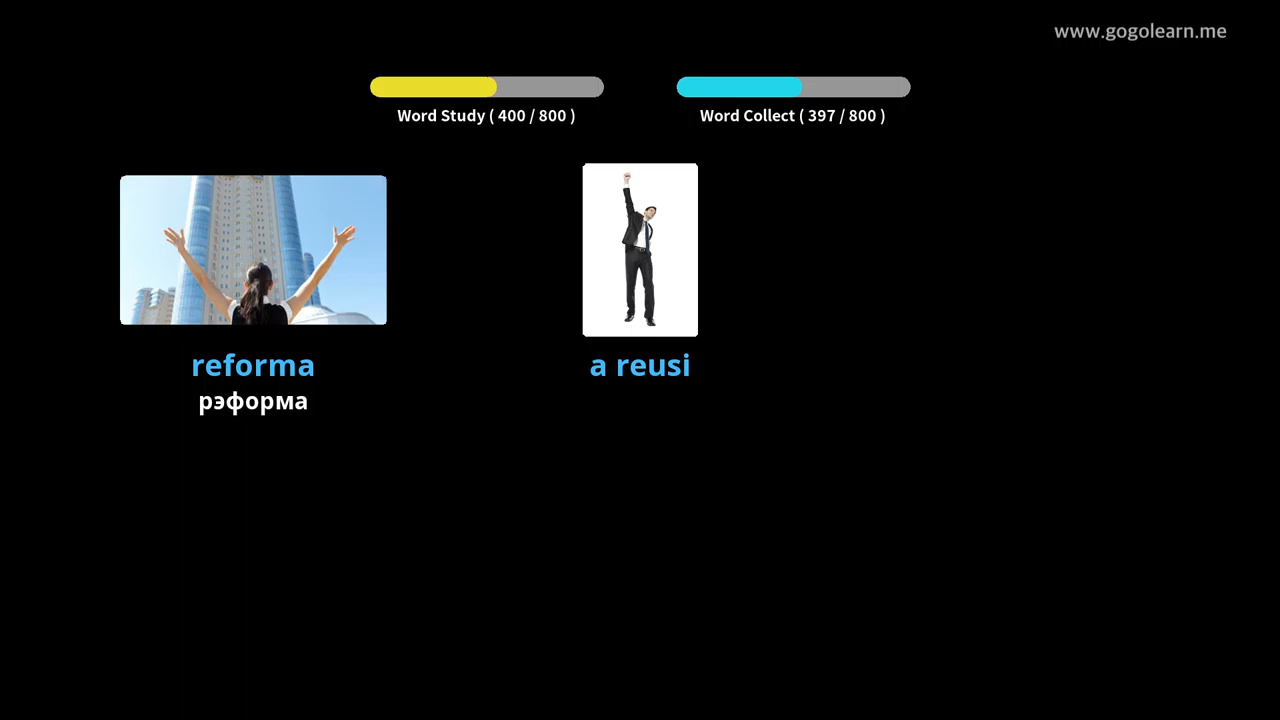 www.gogolearn.me
Word Study ( 400 / 800 )
Word Collect ( 397 / 800 )
reforma
рэформа
a reusi